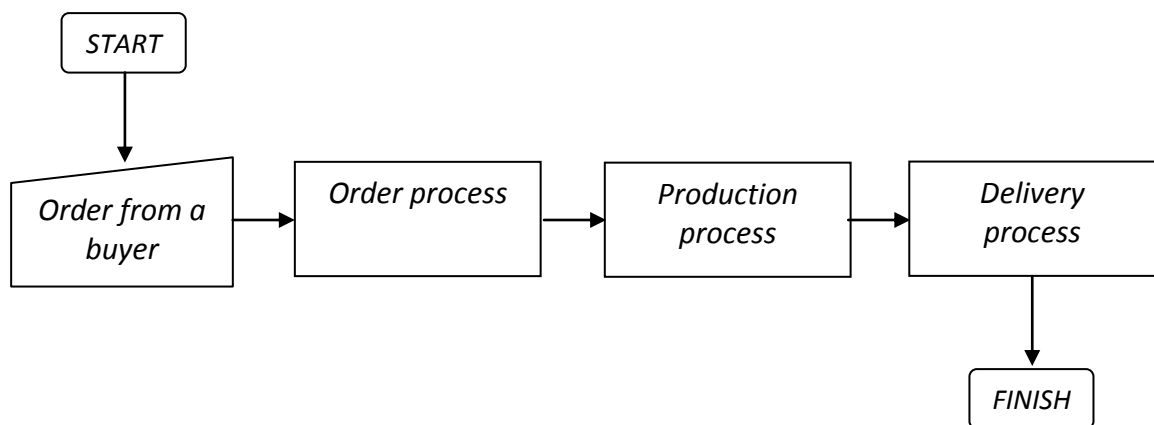 START
Order from a
buyer
Order process
Production
process
Delivery
process
FINISH